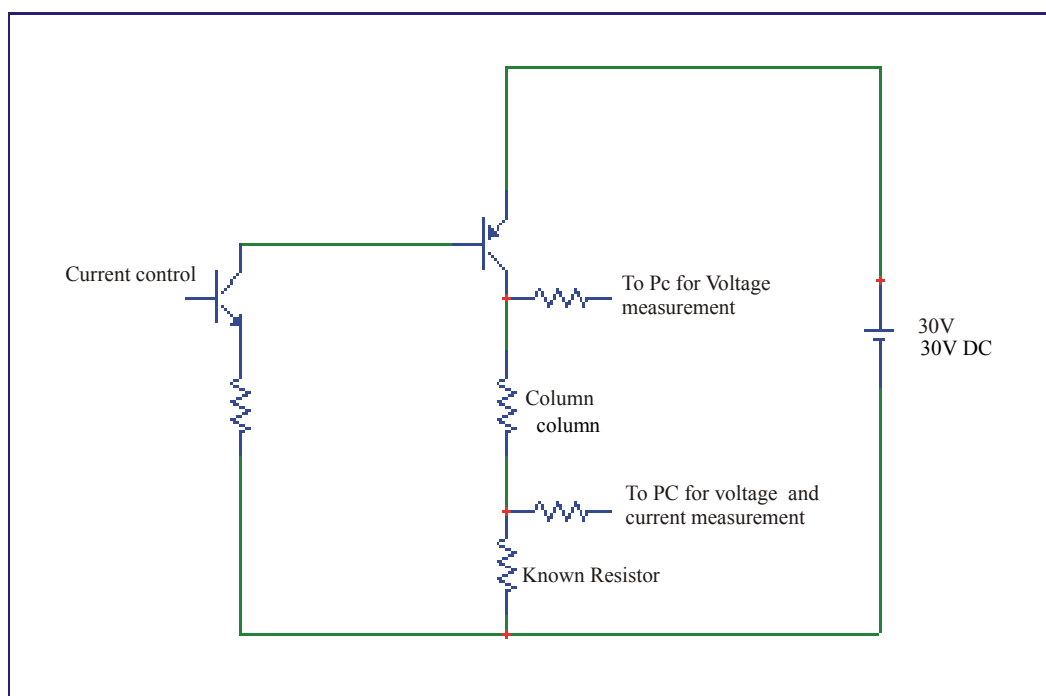 Current control
To Pc for Voltage
measurement
30V
30V DC
Column
column
To PC for voltage and
current measurement
Known Resistor